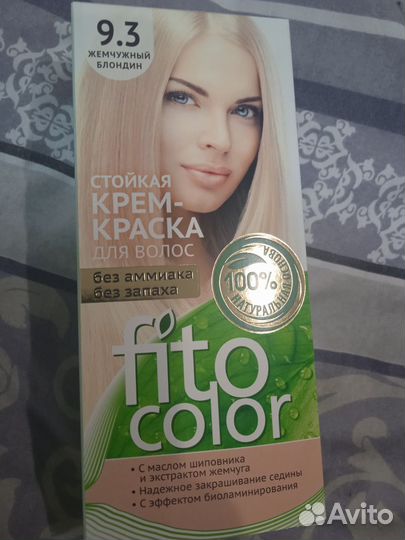 9.3
ЖЕМЧУЖНЫЙ
БЛОНДИН
СТОЙКАЯ
КРЕМ-
КРАСКА
ДЛЯ ВОЛОС
без аммиака
без запаха
100%
НАТУРАЛЬНАЯ ОСНОВА
fito
color
• С маслом шиповника
и экстрактом жемчуга
• Надежное закрашивание седины
• С эффектом биоламинирования
Avito